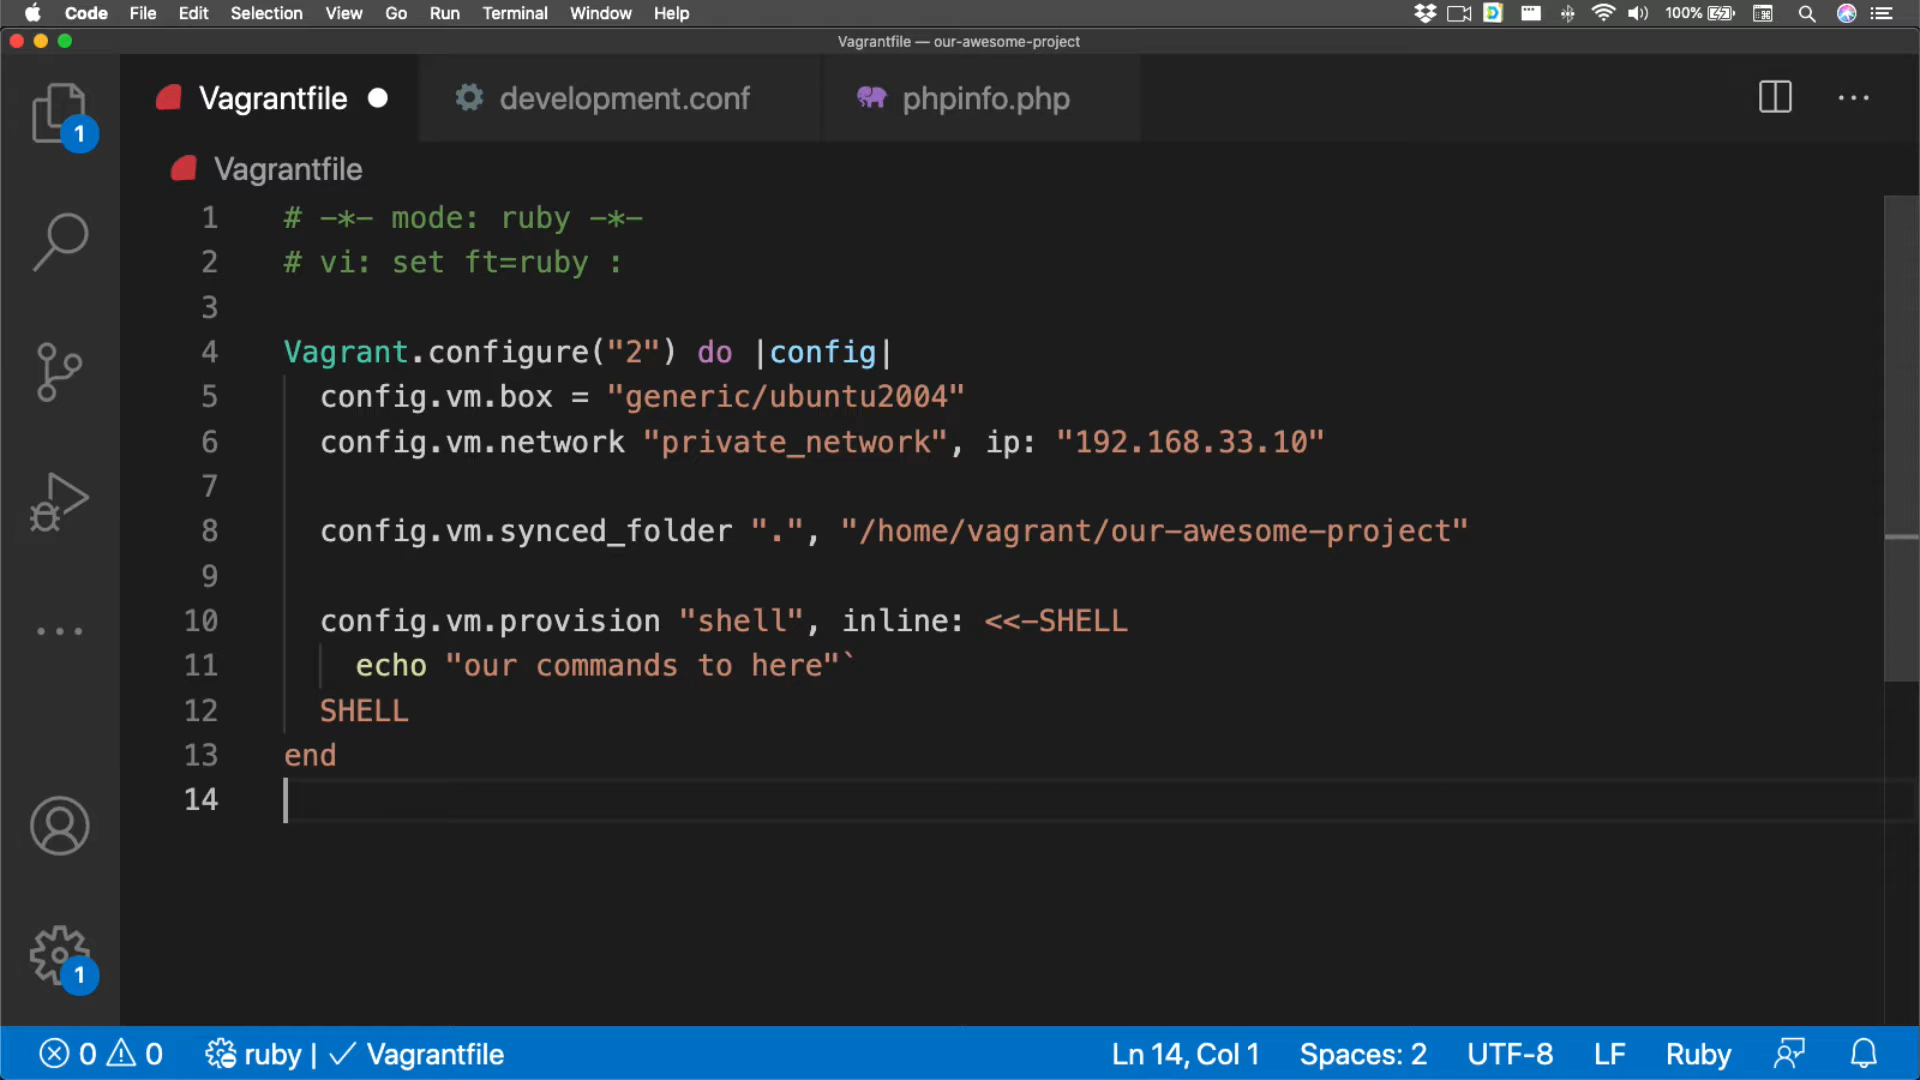 Code File Edit Selection View Go Run Terminal Window Help 100%
Vagrantfile — our-awesome-project
Vagrantfile development.conf phpinfo.php
1
Vagrantfile
1 # -*- mode: ruby -*-
2 # vi: set ft=ruby :
3
4 Vagrant.configure("2") do |config|
5 config.vm.box = "generic/ubuntu2004"
6 config.vm.network "private_network", ip: "192.168.33.10"
7
8 config.vm.synced_folder ".", "/home/vagrant/our-awesome-project"
9
10 config.vm.provision "shell", inline: <<-SHELL
11 echo "our commands to here"`
12 SHELL
13 end
14
1
0 0 ruby | Vagrantfile Ln 14, Col 1 Spaces: 2 UTF-8 LF Ruby